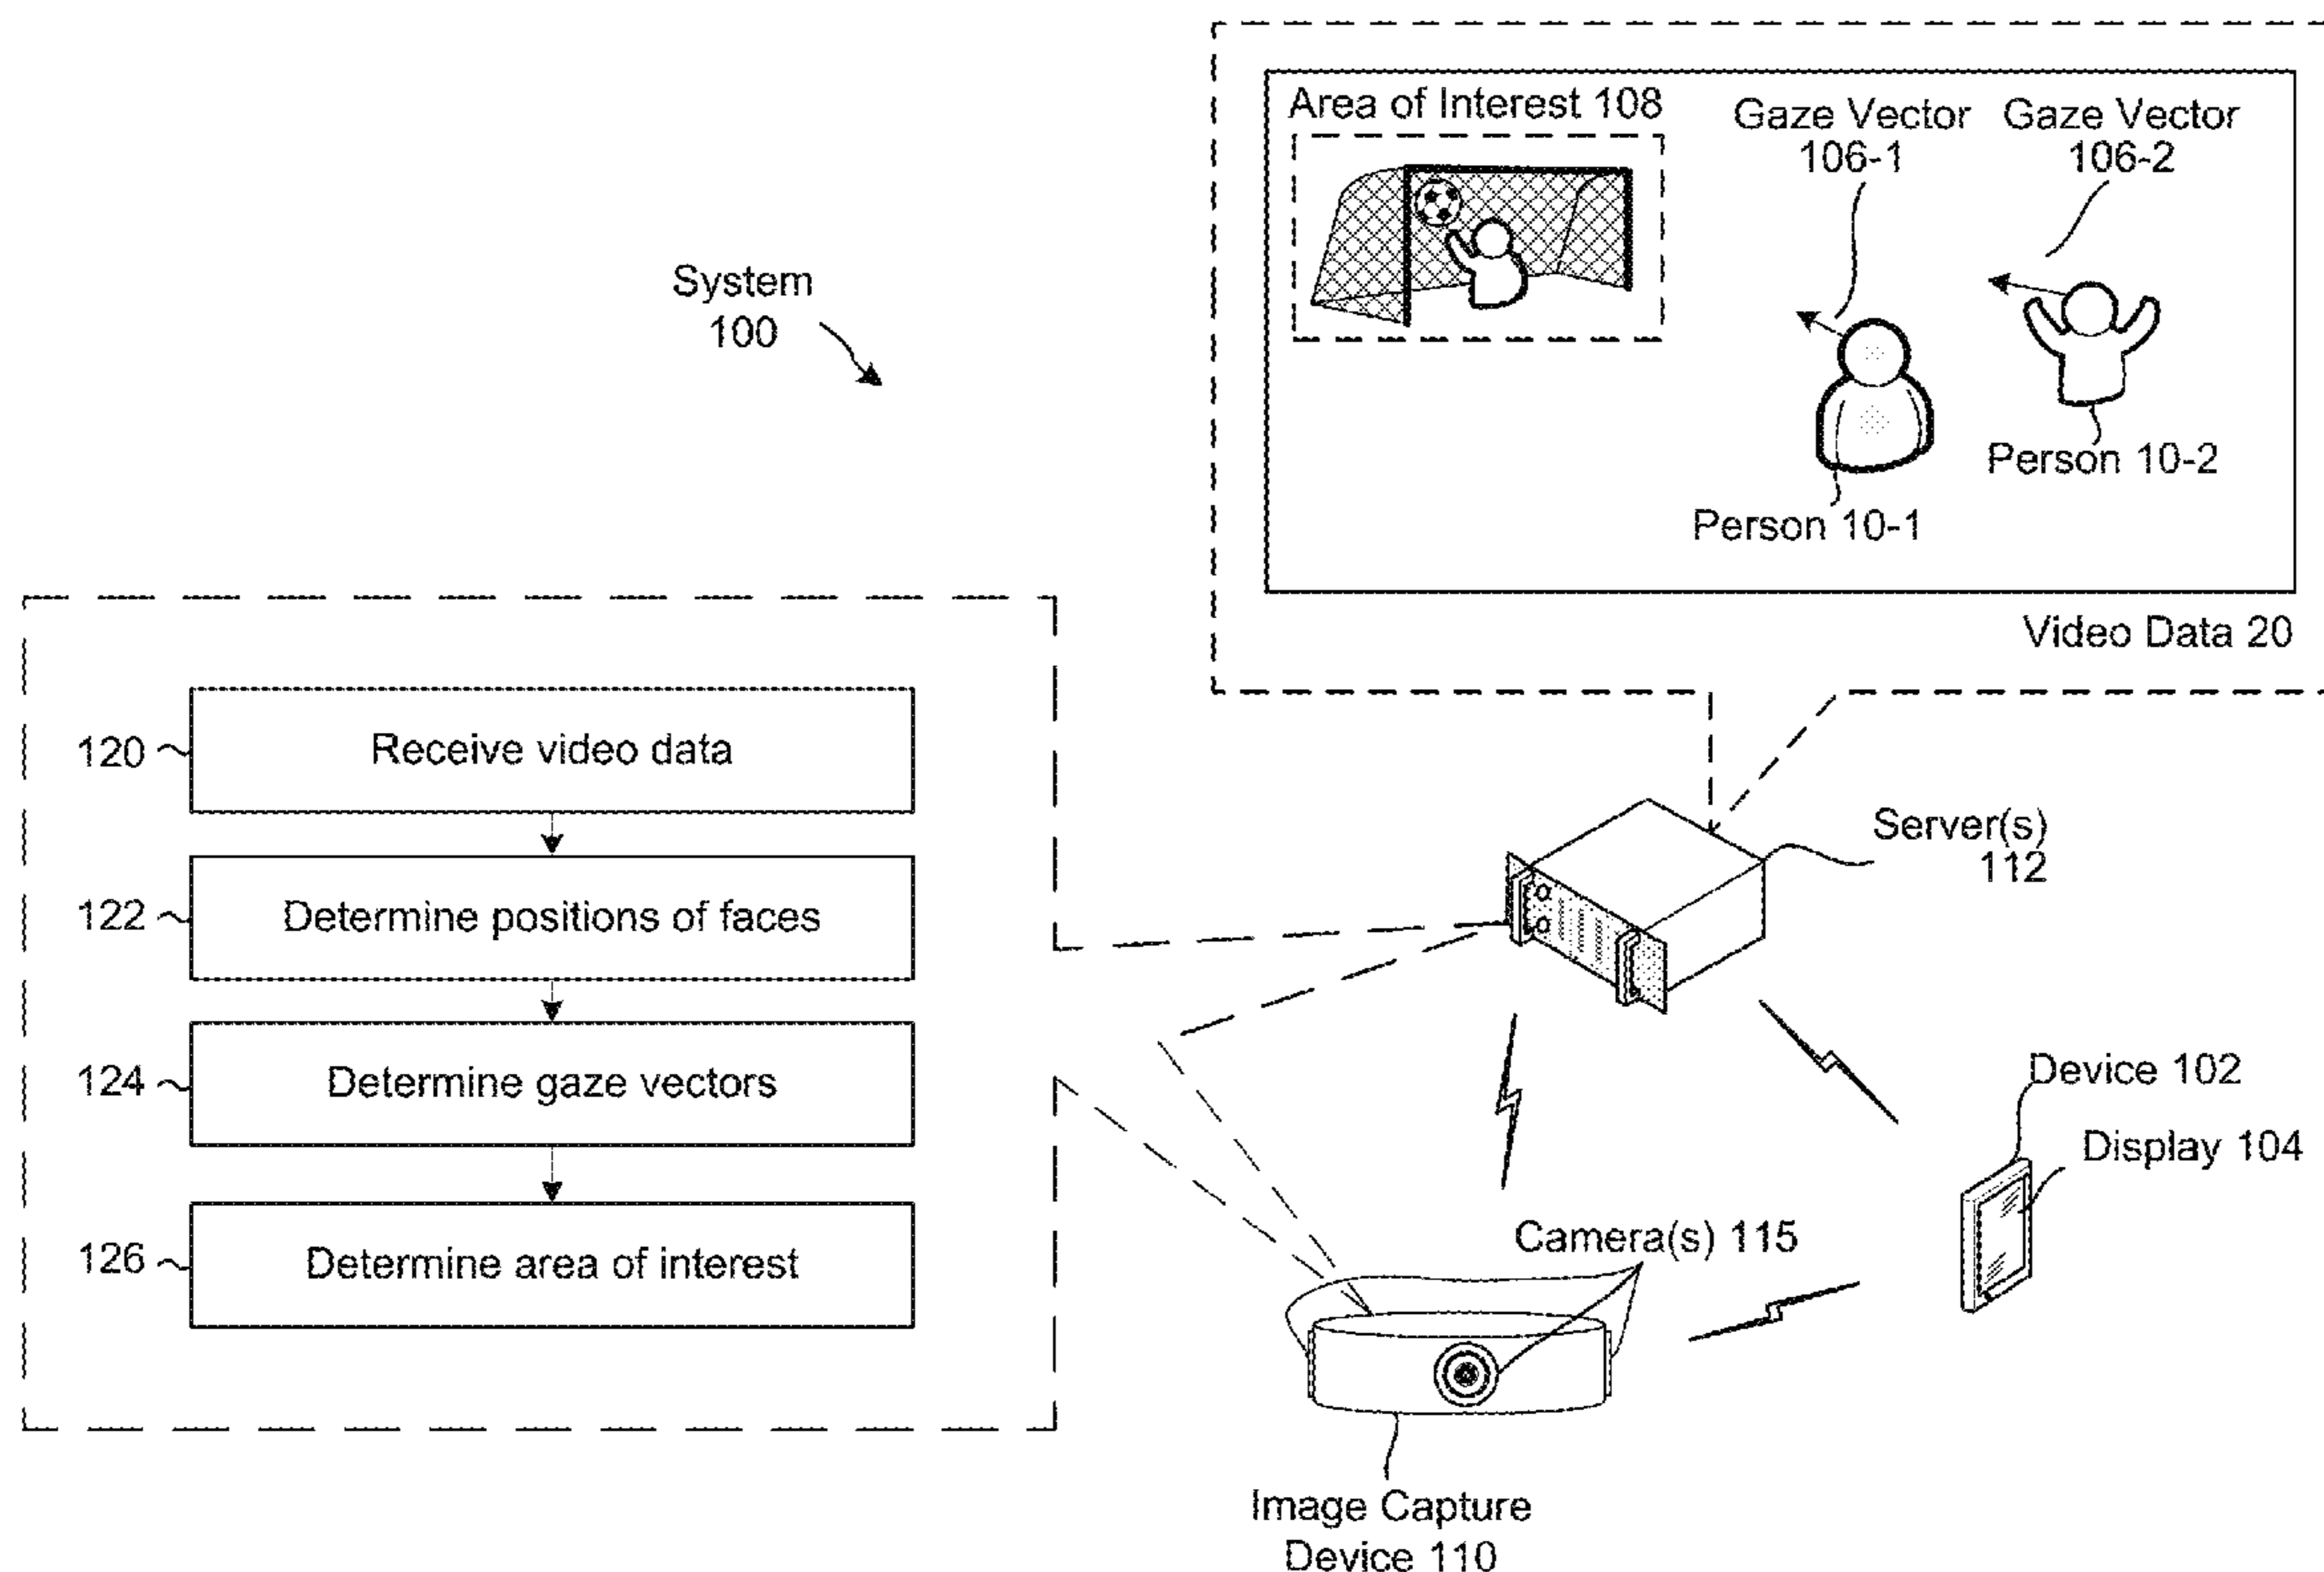 System
100
Area of Interest 108
Gaze Vector
106-1
Gaze Vector
106-2
Person 10-1
Person 10-2
Video Data 20
120
Receive video data
122
Determine positions of faces
124
Determine gaze vectors
126
Determine area of interest
Server(s)
112
Device 102
Display 104
Camera(s) 115
Image Capture
Device 110